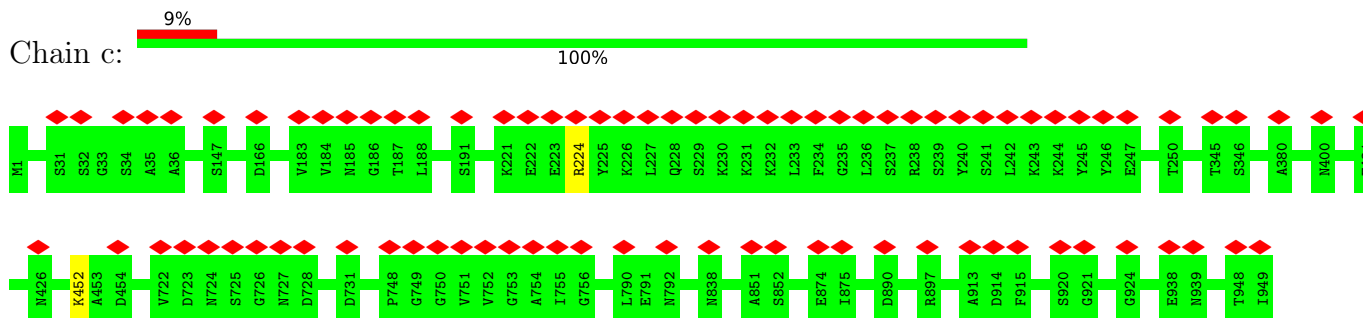 9%
Chain c:
100%
M1 S31 S32 G33 S34 A35 A36 S147 D166 V183 V184 N185 G186 T187 L188 S191 K221 E222 E223 R224 Y225 K226 L227 Q228 S229 K230 K231 K232 L233 F234 G235 L236 S237 R238 S239 Y240 S241 L242 K243 K244 Y245 Y246 E247 T250 T345 S346 A380 N400
N426 K452 A453 D454 V722 D723 N724 S725 G726 N727 D728 D731 P748 G749 G750 V751 V752 G753 A754 I755 G756 L790 E791 N792 N838 A851 S852 E874 I875 D890 R897 A913 D914 F915 S920 G921 G924 E938 N939 T948 I949